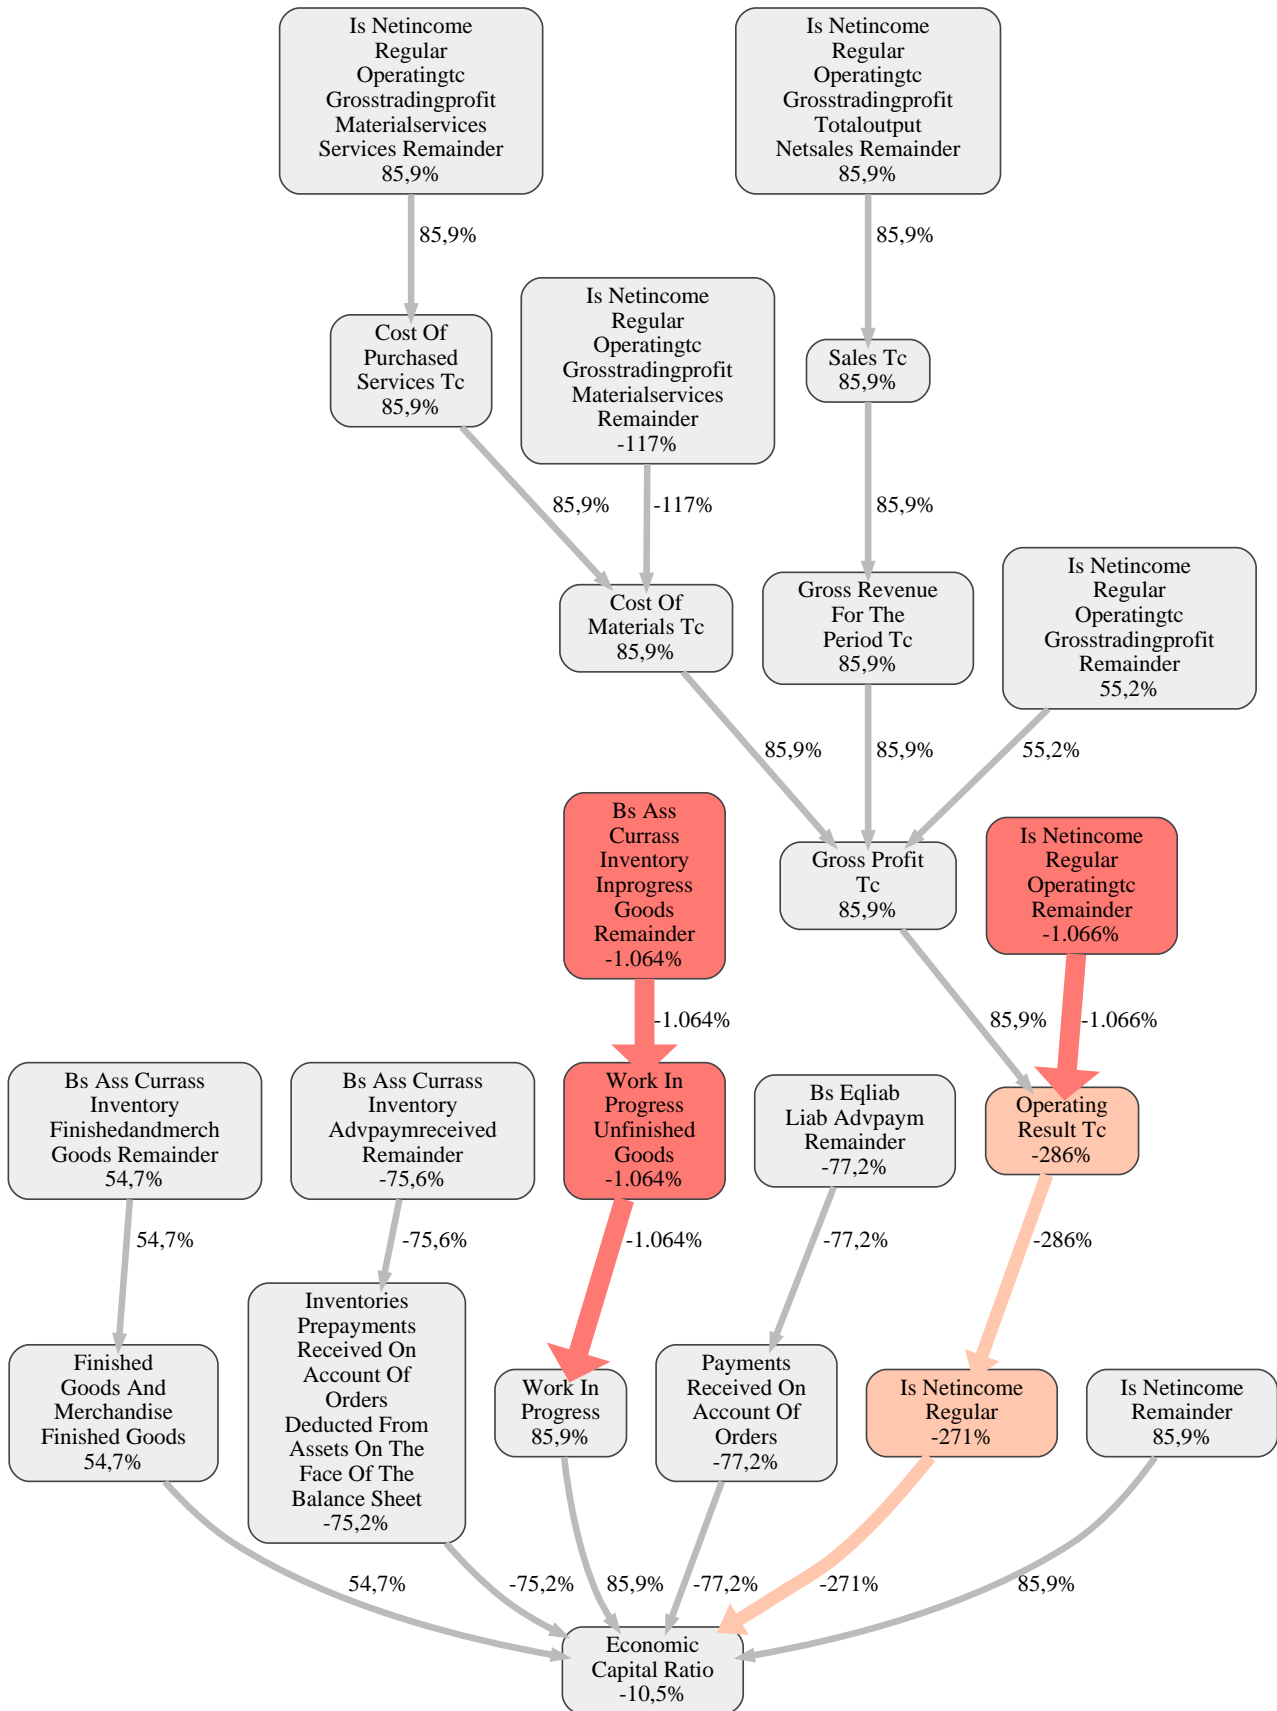 Is Netincome
Regular
Operatingtc
Grosstradingprofit
Materialservices
Services Remainder
85,9%
Is Netincome
Regular
Operatingtc
Grosstradingprofit
Totaloutput
Netsales Remainder
85,9%
85,9%
85,9%
Cost Of
Purchased
Services Tc
85,9%
Is Netincome
Regular
Operatingtc
Grosstradingprofit
Materialservices
Remainder
-117%
Sales Tc
85,9%
85,9%
-117%
85,9%
Cost Of
Materials Tc
85,9%
Gross Revenue
For The
Period Tc
85,9%
Is Netincome
Regular
Operatingtc
Grosstradingprofit
Remainder
55,2%
85,9%
85,9%
55,2%
Bs Ass
Currass
Inventory
Inprogress
Goods
Remainder
-1.064%
Gross Profit
Tc
85,9%
Is Netincome
Regular
Operatingtc
Remainder
-1.066%
-1.064%
85,9%
-1.066%
Bs Ass Currass
Inventory
Finishedandmerch
Goods Remainder
54,7%
Bs Ass Currass
Inventory
Advpaymreceived
Remainder
-75,6%
Work In
Progress
Unfinished
Goods
-1.064%
Bs Eqliab
Liab Advpaym
Remainder
-77,2%
Operating
Result Tc
-286%
54,7%
-75,6%
-1.064%
-77,2%
-286%
Finished
Goods And
Merchandise
Finished Goods
54,7%
Inventories
Prepayments
Received On
Account Of
Orders
Deducted From
Assets On The
Face Of The
Balance Sheet
-75,2%
Work In
Progress
85,9%
Payments
Received On
Account Of
Orders
-77,2%
Is Netincome
Regular
-271%
Is Netincome
Remainder
85,9%
54,7%
-75,2%
85,9%
-77,2%
-271%
85,9%
Economic
Capital Ratio
-10,5%